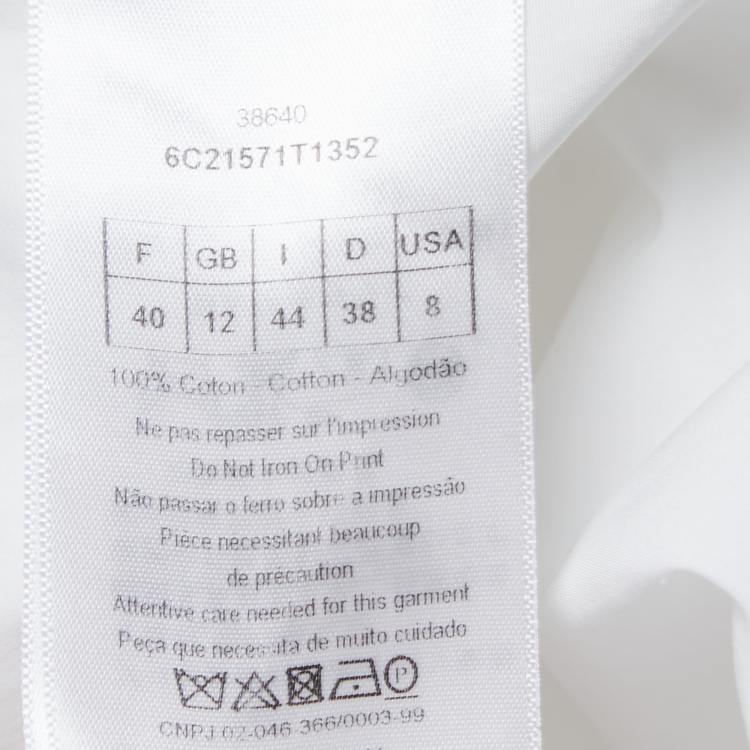 38640
6C21571T1352
F GB I D USA
40 12 44 38 8
100% Coton - Cotton - Algodão
Ne pas repasser sur l'impression
Do Not Iron On Print
Não passar o ferro sobre a impressão
Pièce necessitant beaucoup
de précaution
Attentive care needed for this garment
Peça que necessita de muito cuidado
P
CNPJ 02-046 366/0003-99